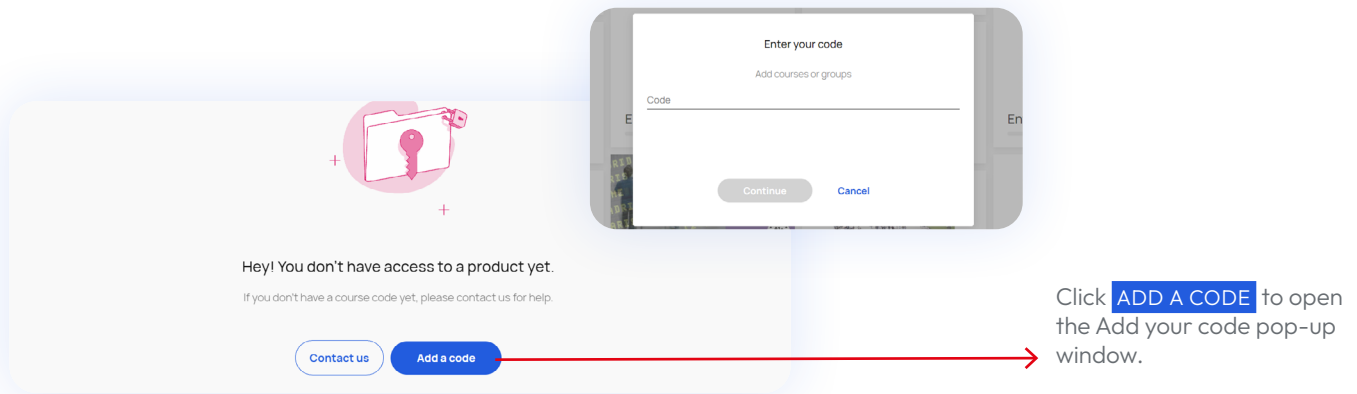 Enter your code
Add courses or groups
Code
E
En
Continue
Cancel
Hey! You don't have access to a product yet.
If you don't have a course code yet, please contact us for help.
Contact us
Add a code
Click ADD A CODE to open
the Add your code pop-up
window.